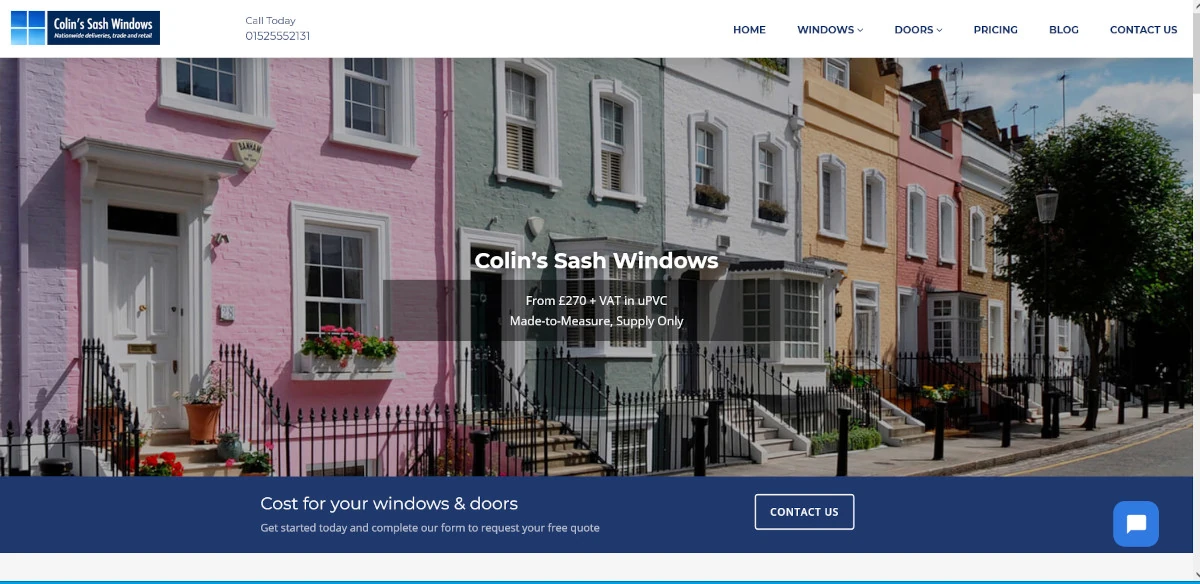 Colin's Sash Windows
Nationwide deliveries, trade and retail
Call Today
01525552131
HOME
WINDOWS
DOORS
PRICING
BLOG
CONTACT US
BANHAM
28
Colin's Sash Windows
From £270 + VAT in uPVC
Made-to-Measure, Supply Only
Cost for your windows & doors
Get started today and complete our form to request your free quote
CONTACT US